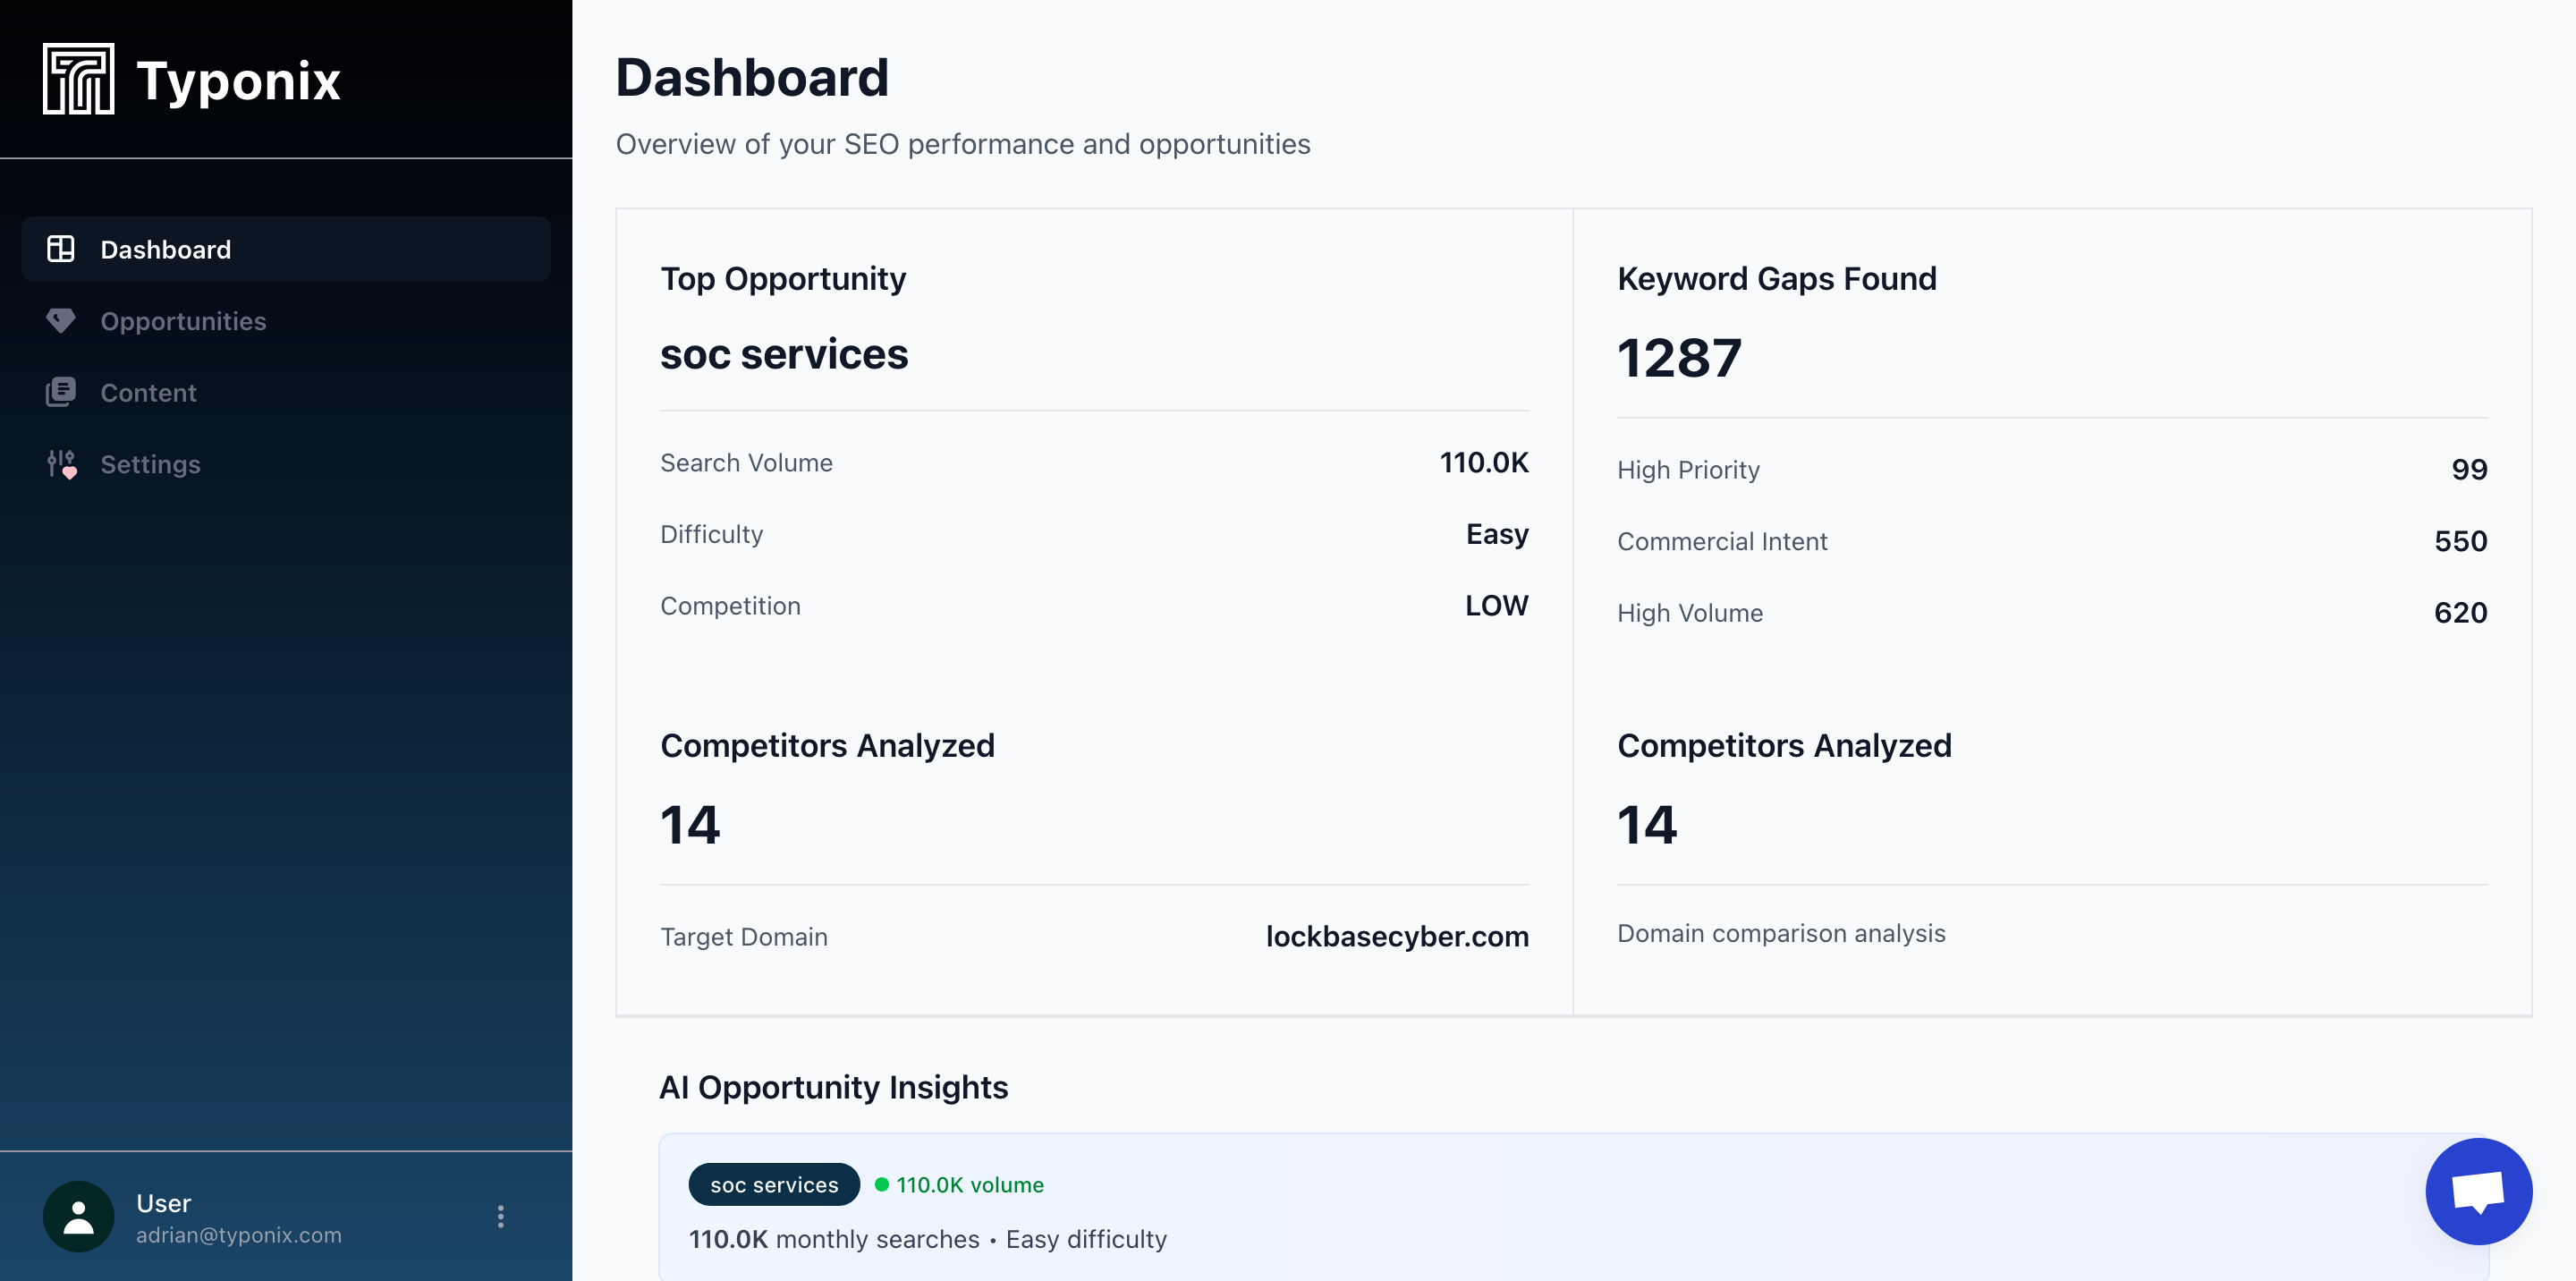 Typonix
Dashboard
Opportunities
Content
Settings
User
adrian@typonix.com
Dashboard
Overview of your SEO performance and opportunities
Top Opportunity
soc services
Search Volume 110.0K
Difficulty Easy
Competition LOW
Keyword Gaps Found
1287
High Priority 99
Commercial Intent 550
High Volume 620
Competitors Analyzed
14
Target Domain lockbasecyber.com
Competitors Analyzed
14
Domain comparison analysis
AI Opportunity Insights
soc services 110.0K volume
110.0K monthly searches • Easy difficulty